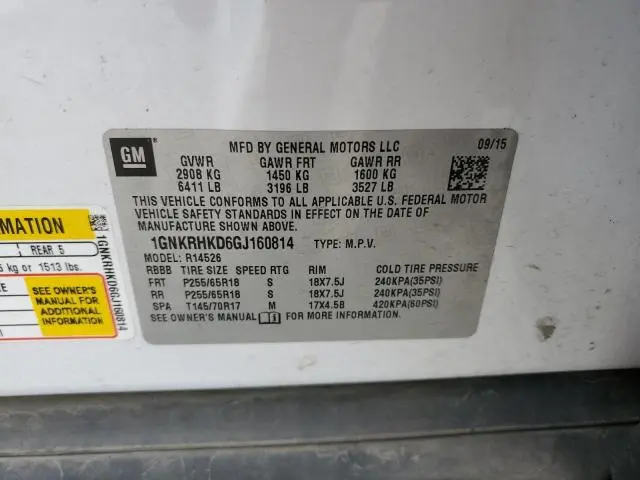 GM
MFD BY GENERAL MOTORS LLC 09/15
GVWR GAWR FRT GAWR RR
2908 KG 1450 KG 1600 KG
6411 LB 3196 LB 3527 LB
THIS VEHICLE CONFORMS TO ALL APPLICABLE U.S. FEDERAL MOTOR
VEHICLE SAFETY STANDARDS IN EFFECT ON THE DATE OF
MANUFACTURE SHOWN ABOVE.
1GNKRHKD6GJ160814 TYPE: M.P.V.
MODEL: R14526
RBBB TIRE SIZE SPEED RTG RIM COLD TIRE PRESSURE
FRT P255/65R18 S 18X7.5J 240KPA(35PSI)
RR P255/65R18 S 18X7.5J 240KPA(35PSI)
SPA T145/70R17 M 17X4.5B 420KPA(60PSI)
SEE OWNER'S MANUAL FOR MORE INFORMATION.
REAR 5
kg or 1513 lbs.
SEE OWNER'S
MANUAL FOR
ADDITIONAL
INFORMATION
1GNKRHKD6GJ160814